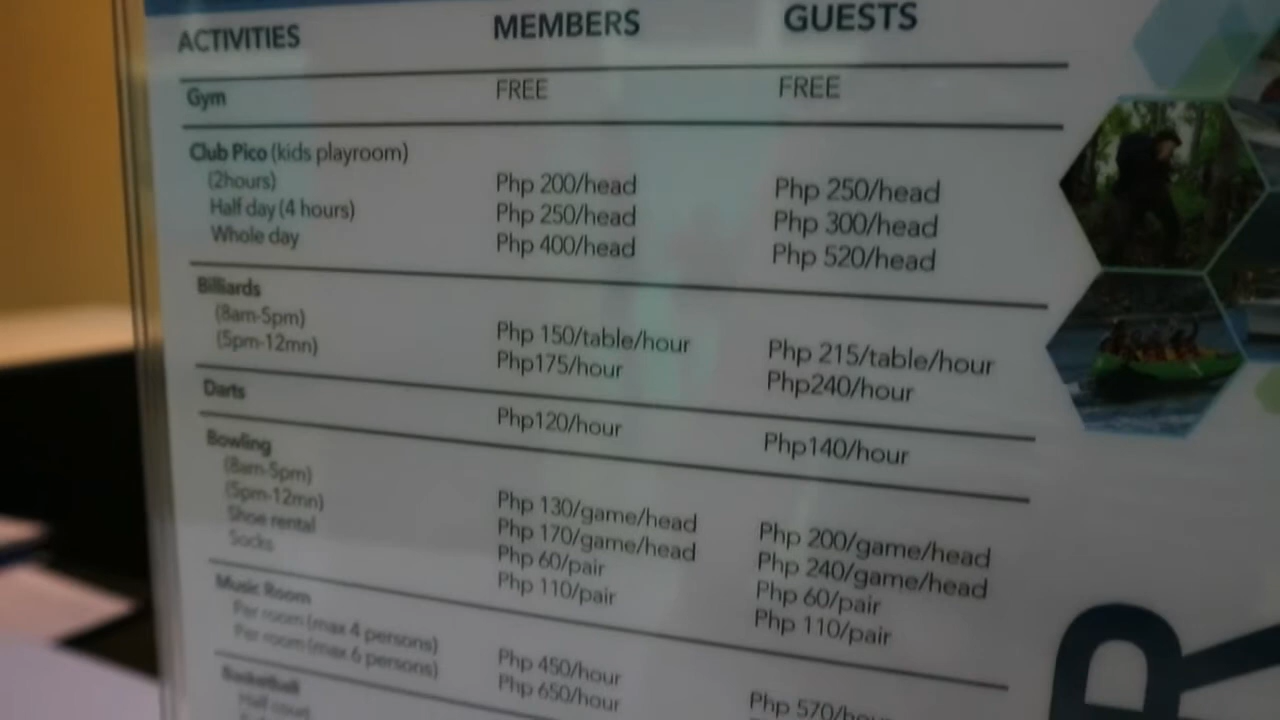 ACTIVITIES MEMBERS GUESTS
Gym FREE FREE
Club Pico (kids playroom)
(2hours) Php 200/head Php 250/head
Half day (4 hours) Php 250/head Php 300/head
Whole day Php 400/head Php 520/head
Billiards
(8am-5pm) Php 150/table/hour Php 215/table/hour
(5pm-12mn) Php175/hour Php240/hour
Darts Php120/hour Php140/hour
Bowling
(8am-5pm) Php 130/game/head Php 200/game/head
(5pm-12mn) Php 170/game/head Php 240/game/head
Shoe rental Php 60/pair Php 60/pair
Socks Php 110/pair Php 110/pair
Music Room
Per room (max 4 persons) Php 450/hour Php 570/hour
Per room (max 6 persons) Php 650/hour
Basketball
Half court
R